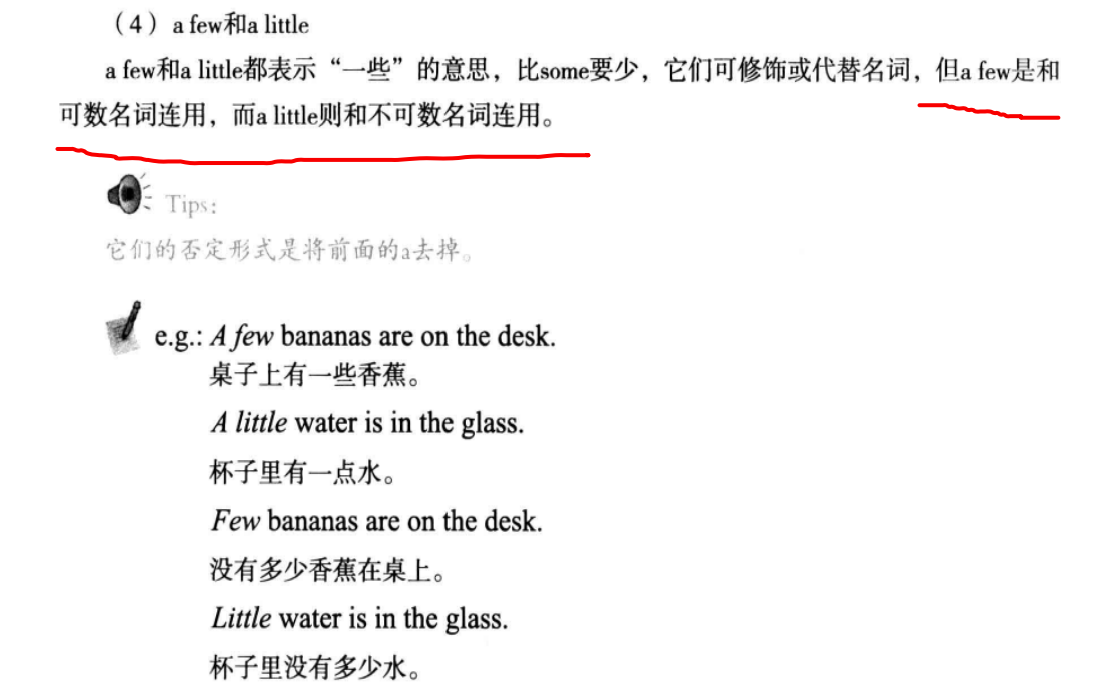 （4）a few和a little
a few和a little都表示“一些”的意思，比some要少，它们可修饰或代替名词，但a few是和
可数名词连用，而a little则和不可数名词连用。
Tips:
它们的否定形式是将前面的a去掉。
e.g.: A few bananas are on the desk.
桌子上有一些香蕉。
A little water is in the glass.
杯子里有一点水。
Few bananas are on the desk.
没有多少香蕉在桌上。
Little water is in the glass.
杯子里没有多少水。